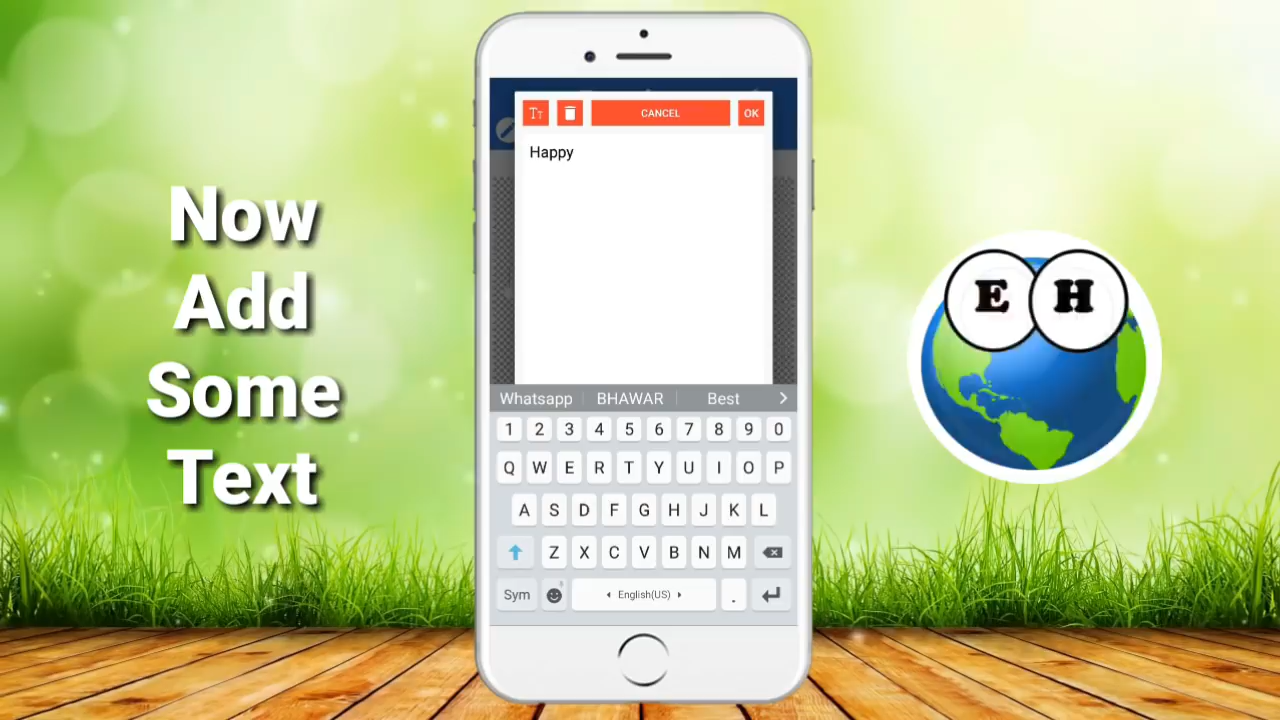 Now
Add
Some
Text
TT CANCEL OK
Happy
Whatsapp BHAWAR Best
1 2 3 4 5 6 7 8 9 0
Q W E R T Y U I O P
A S D F G H J K L
Z X C V B N M
Sym English(US) .
E H